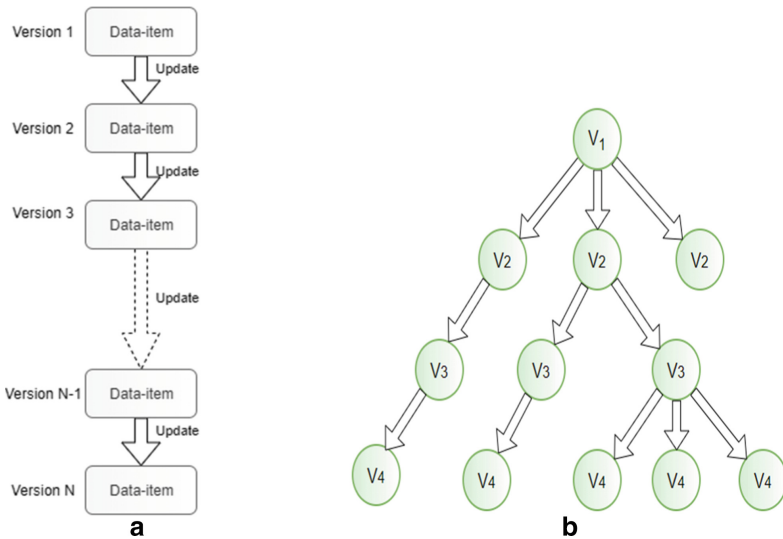 Version 1
Data-item
Update
Version 2
Data-item
Update
Version 3
Data-item
Update
Version N-1
Data-item
Update
Version N
Data-item
a
V1
V2 V2 V2
V3 V3 V3
V4 V4 V4 V4 V4
b